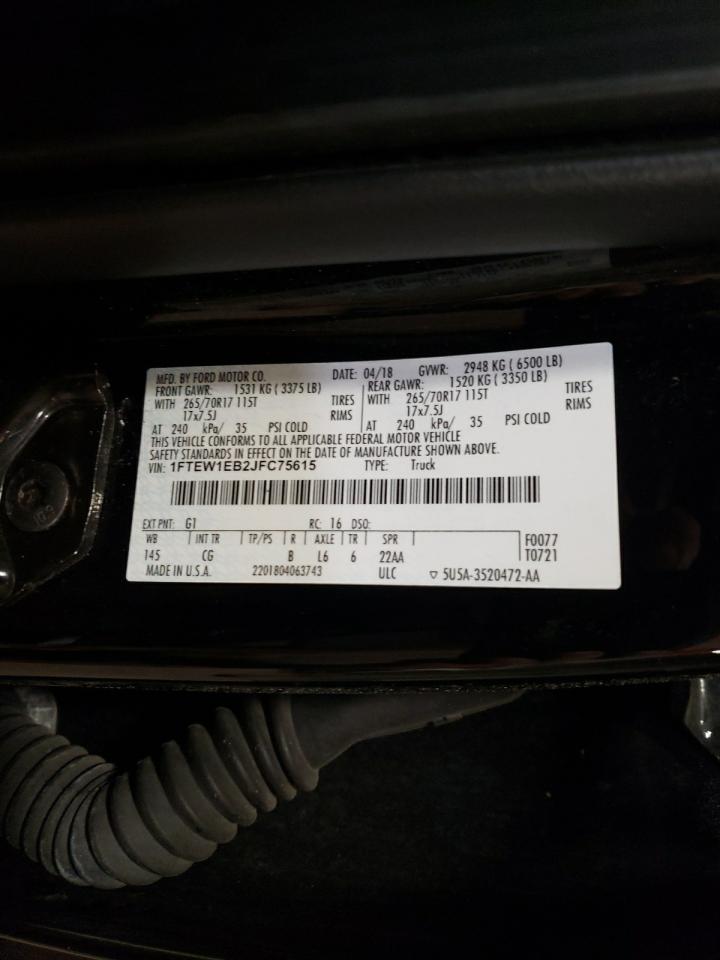 MFD. BY FORD MOTOR CO. DATE: 04/18 GVWR: 2948 KG ( 6500 LB)
FRONT GAWR: 1531 KG ( 3375 LB) REAR GAWR: 1520 KG ( 3350 LB)
WITH 265/70R17 115T TIRES WITH 265/70R17 115T TIRES
17x7.5J RIMS 17x7.5J RIMS
AT 240 kPa/ 35 PSI COLD AT 240 kPa/ 35 PSI COLD
THIS VEHICLE CONFORMS TO ALL APPLICABLE FEDERAL MOTOR VEHICLE
SAFETY STANDARDS IN EFFECT ON THE DATE OF MANUFACTURE SHOWN ABOVE.
VIN: 1FTEW1EB2JFC75615 TYPE: Truck
EXT PNT: G1 RC: 16 DSO:
WB INT TR TP/PS R AXLE TR SPR F0077
145 CG B L6 6 22AA T0721
MADE IN U.S.A. 2201804063743 ULC ▽ 5U5A-3520472-AA